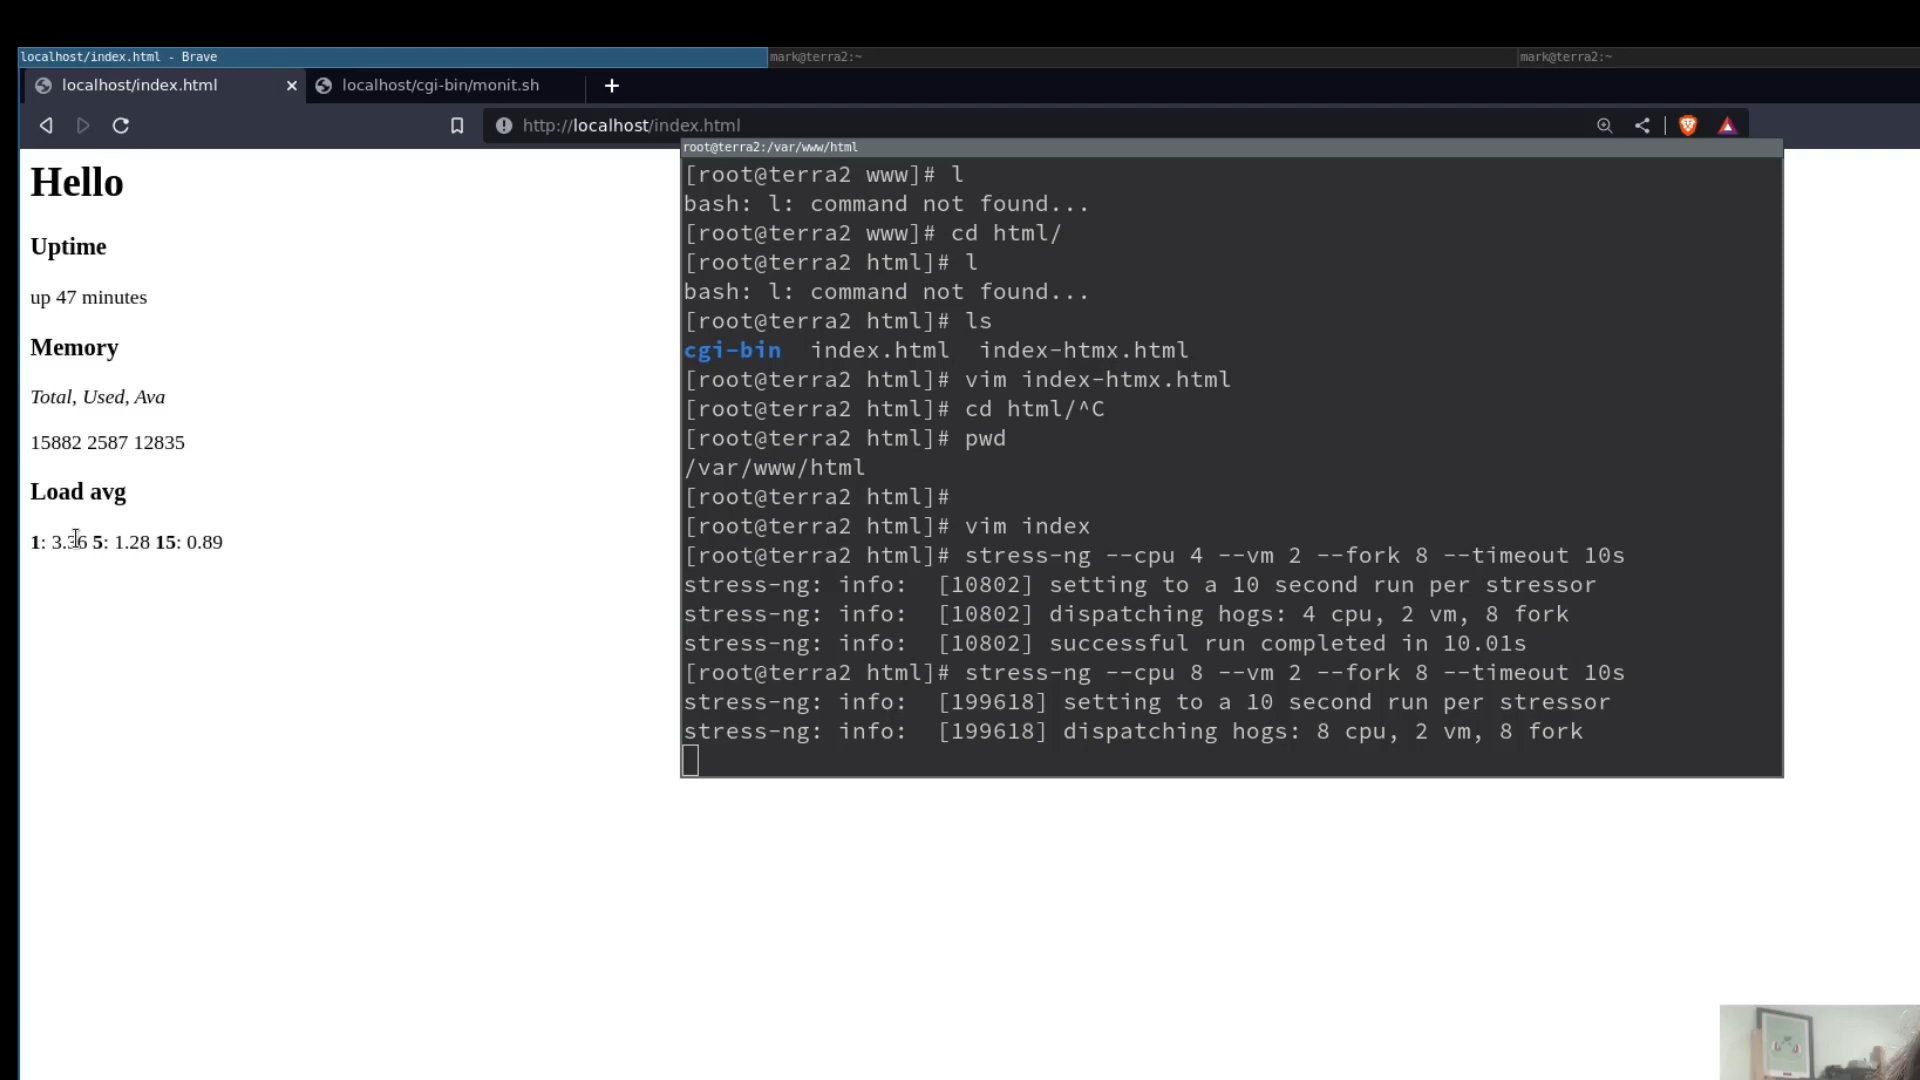 localhost/index.html - Brave
mark@terra2:~
mark@terra2:~
localhost/index.html
localhost/cgi-bin/monit.sh
http://localhost/index.html
Hello
Uptime
up 47 minutes
Memory
Total, Used, Ava
15882 2587 12835
Load avg
1: 3.36 5: 1.28 15: 0.89
root@terra2:/var/www/html
[root@terra2 www]# l
bash: l: command not found...
[root@terra2 www]# cd html/
[root@terra2 html]# l
bash: l: command not found...
[root@terra2 html]# ls
cgi-bin  index.html  index-htmx.html
[root@terra2 html]# vim index-htmx.html
[root@terra2 html]# cd html/^C
[root@terra2 html]# pwd
/var/www/html
[root@terra2 html]#
[root@terra2 html]# vim index
[root@terra2 html]# stress-ng --cpu 4 --vm 2 --fork 8 --timeout 10s
stress-ng: info:  [10802] setting to a 10 second run per stressor
stress-ng: info:  [10802] dispatching hogs: 4 cpu, 2 vm, 8 fork
stress-ng: info:  [10802] successful run completed in 10.01s
[root@terra2 html]# stress-ng --cpu 8 --vm 2 --fork 8 --timeout 10s
stress-ng: info:  [199618] setting to a 10 second run per stressor
stress-ng: info:  [199618] dispatching hogs: 8 cpu, 2 vm, 8 fork